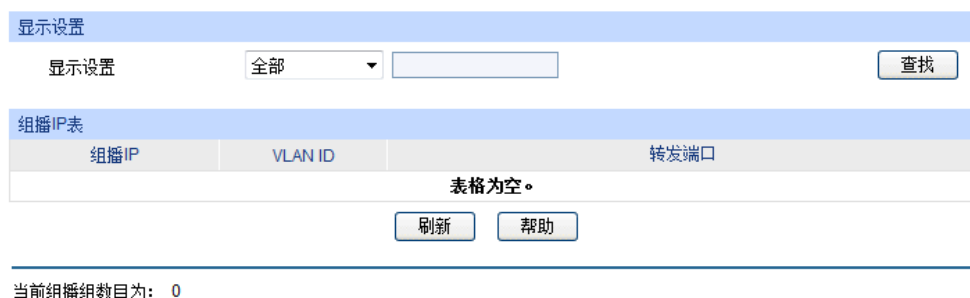 显示设置
显示设置 全部 查找
组播IP表
组播IP VLAN ID 转发端口
表格为空。
刷新 帮助
当前组播组数目为： 0